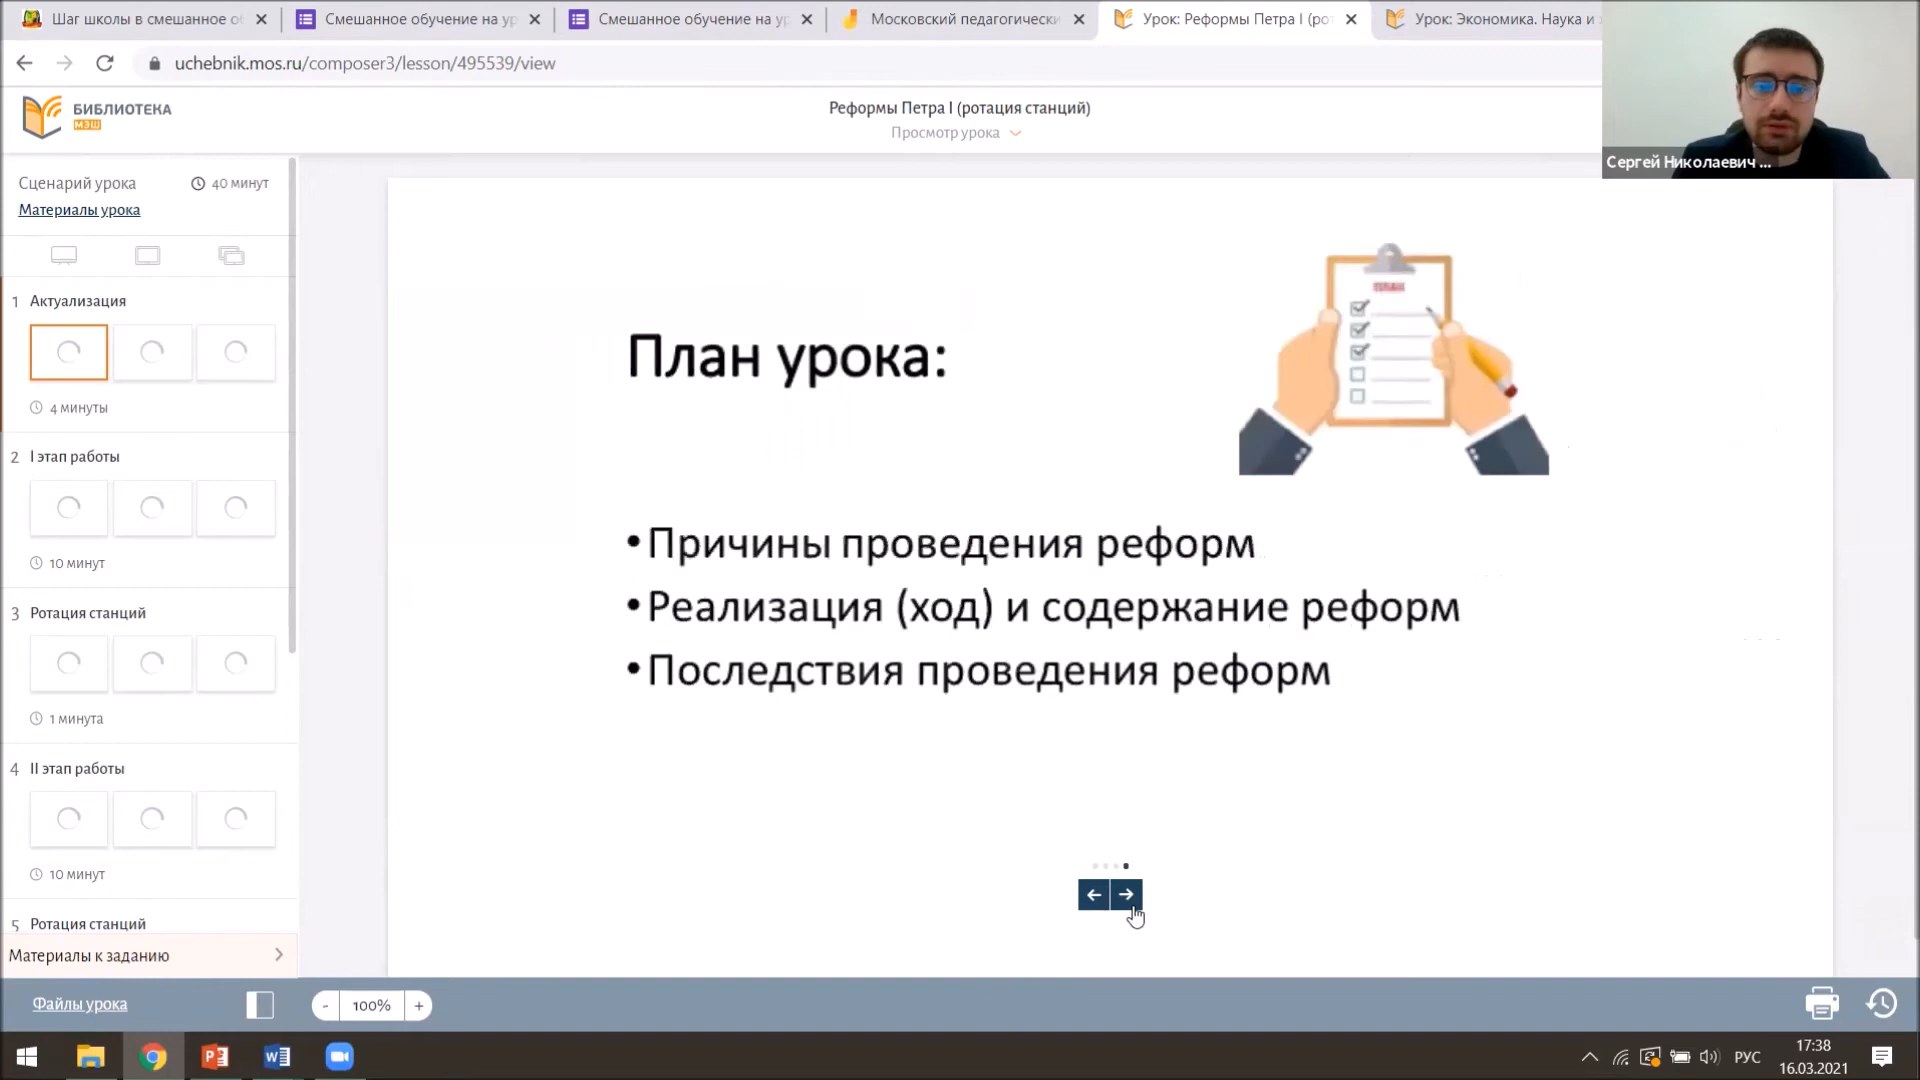 Шаг школы в смешанное о
Смешанное обучение на ур
Смешанное обучение на ур
Московский педагогически
Урок: Реформы Петра I (рот
Урок: Экономика. Наука и
uchebnik.mos.ru/composer3/lesson/495539/view
БИБЛИОТЕКА
МЭШ
Реформы Петра I (ротация станций)
Просмотр урока
Сергей Николаевич ...
Сценарий урока
40 минут
Материалы урока
1 Актуализация
4 минуты
2 I этап работы
10 минут
3 Ротация станций
1 минута
4 II этап работы
10 минут
5 Ротация станций
Материалы к заданию
ПЛАН
План урока:
•Причины проведения реформ
•Реализация (ход) и содержание реформ
•Последствия проведения реформ
Файлы урока
- 100% +
РУС
17:38
16.03.2021